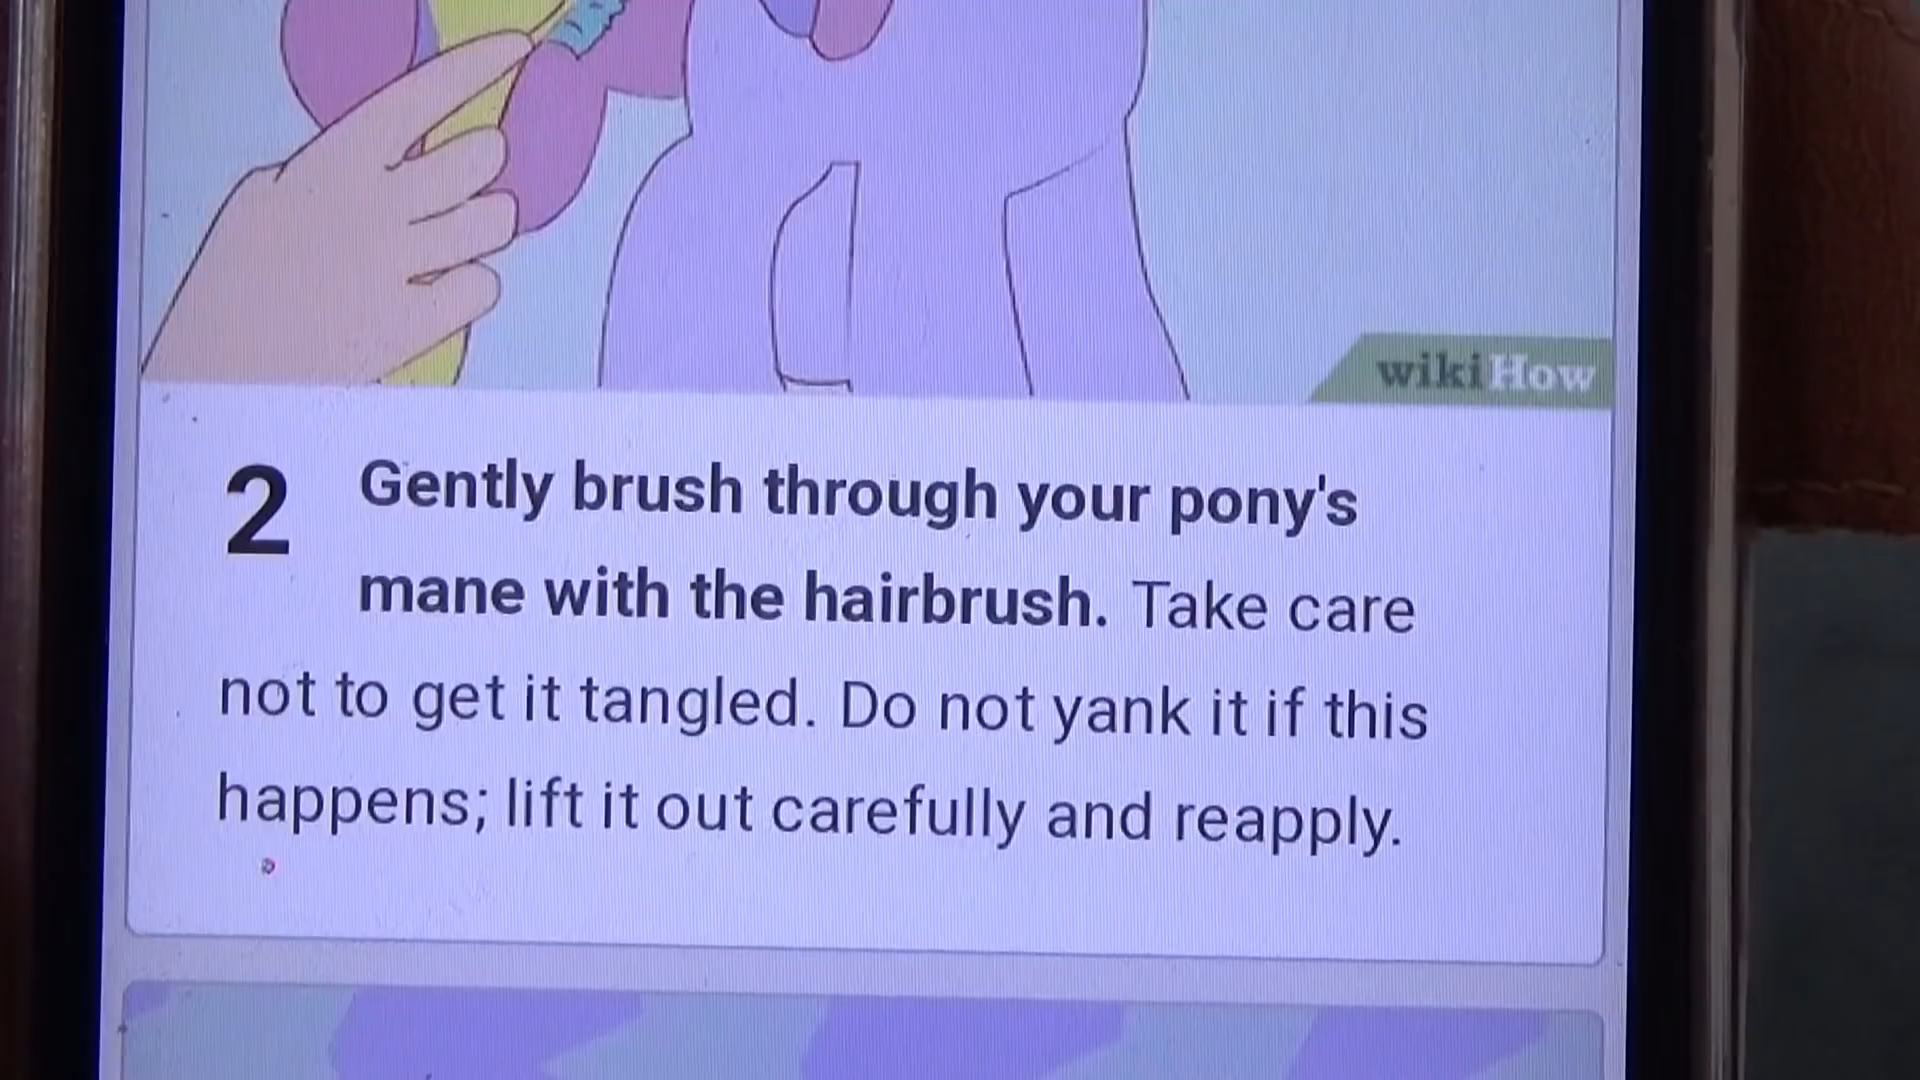 wikiHow
2 Gently brush through your pony's
mane with the hairbrush. Take care
not to get it tangled. Do not yank it if this
happens; lift it out carefully and reapply.